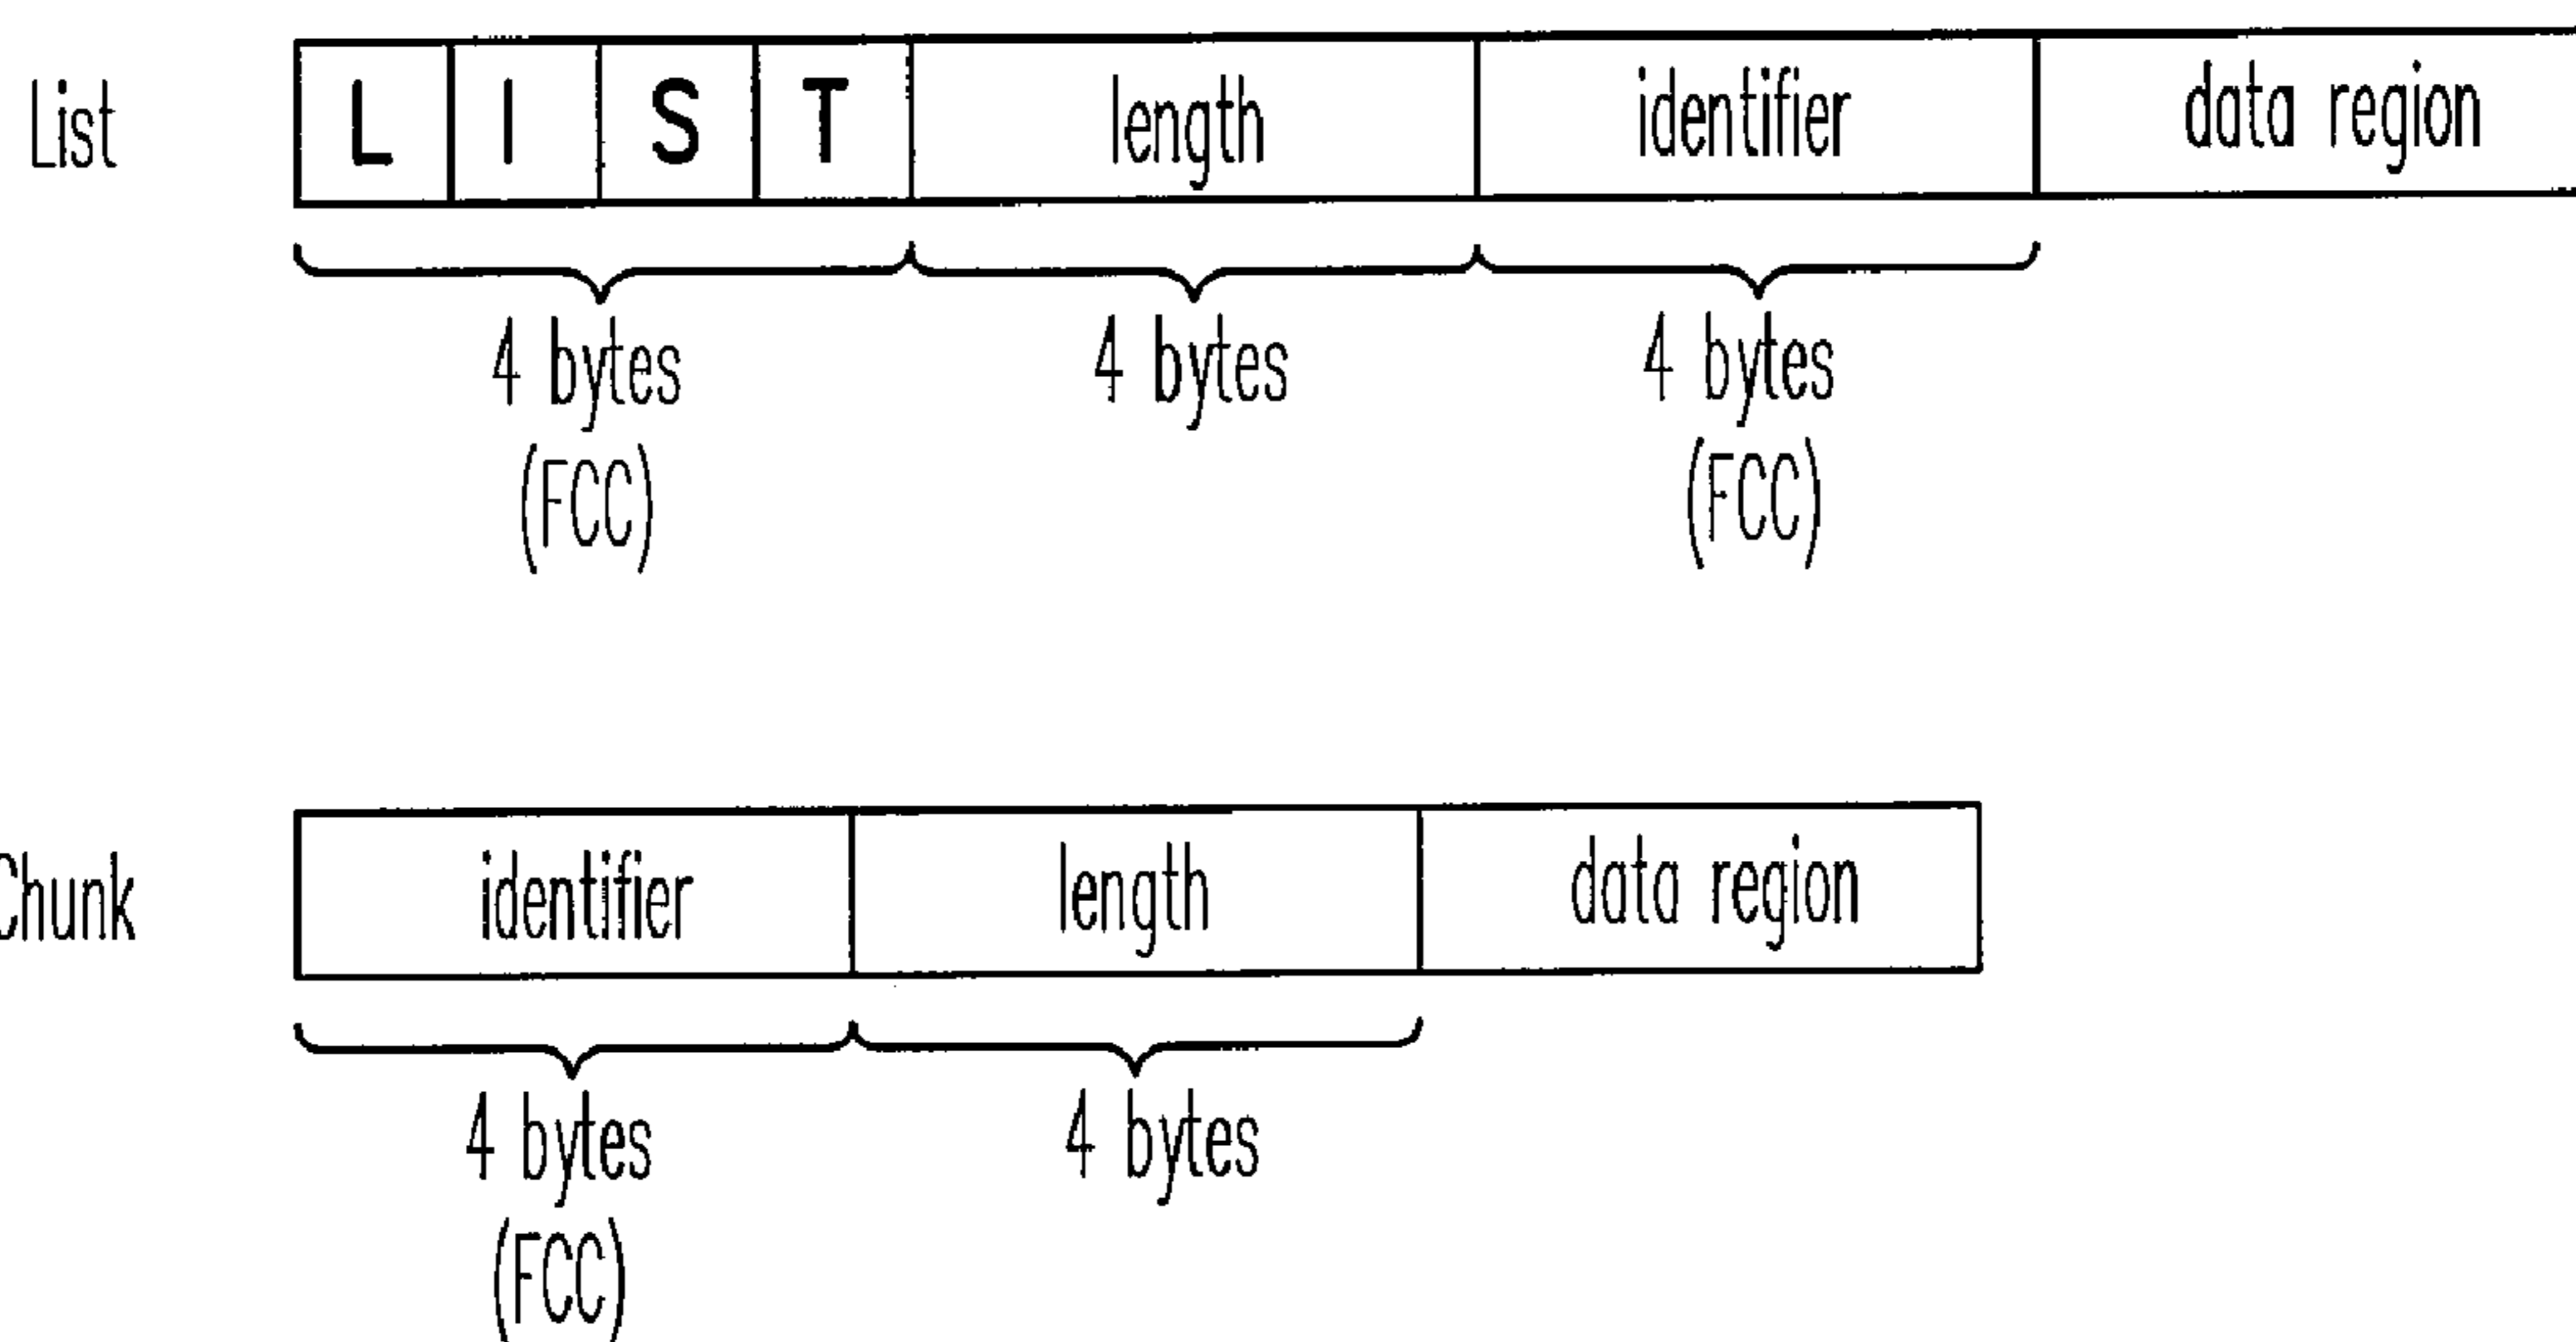 List L I S T length identifier data region
4 bytes 4 bytes 4 bytes
(FCC) (FCC)
Chunk identifier length data region
4 bytes 4 bytes
(FCC)